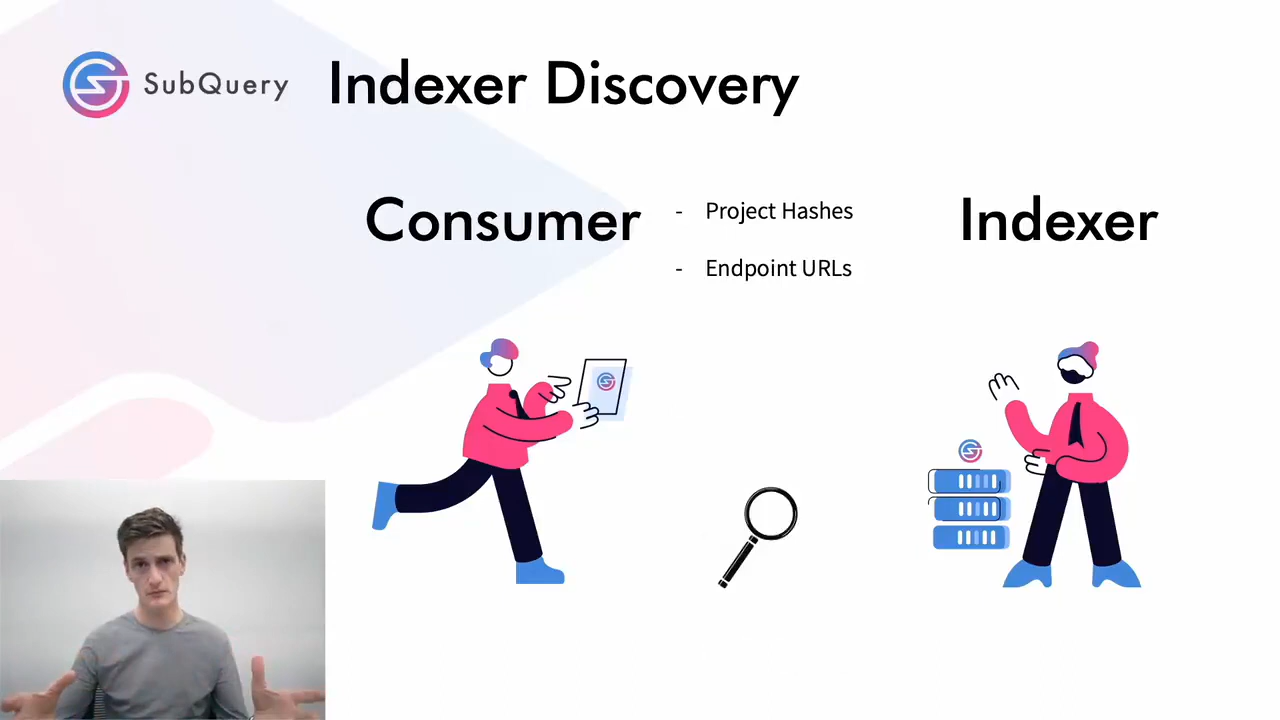 SubQuery
Indexer Discovery
Consumer
- Project Hashes
- Endpoint URLs
Indexer